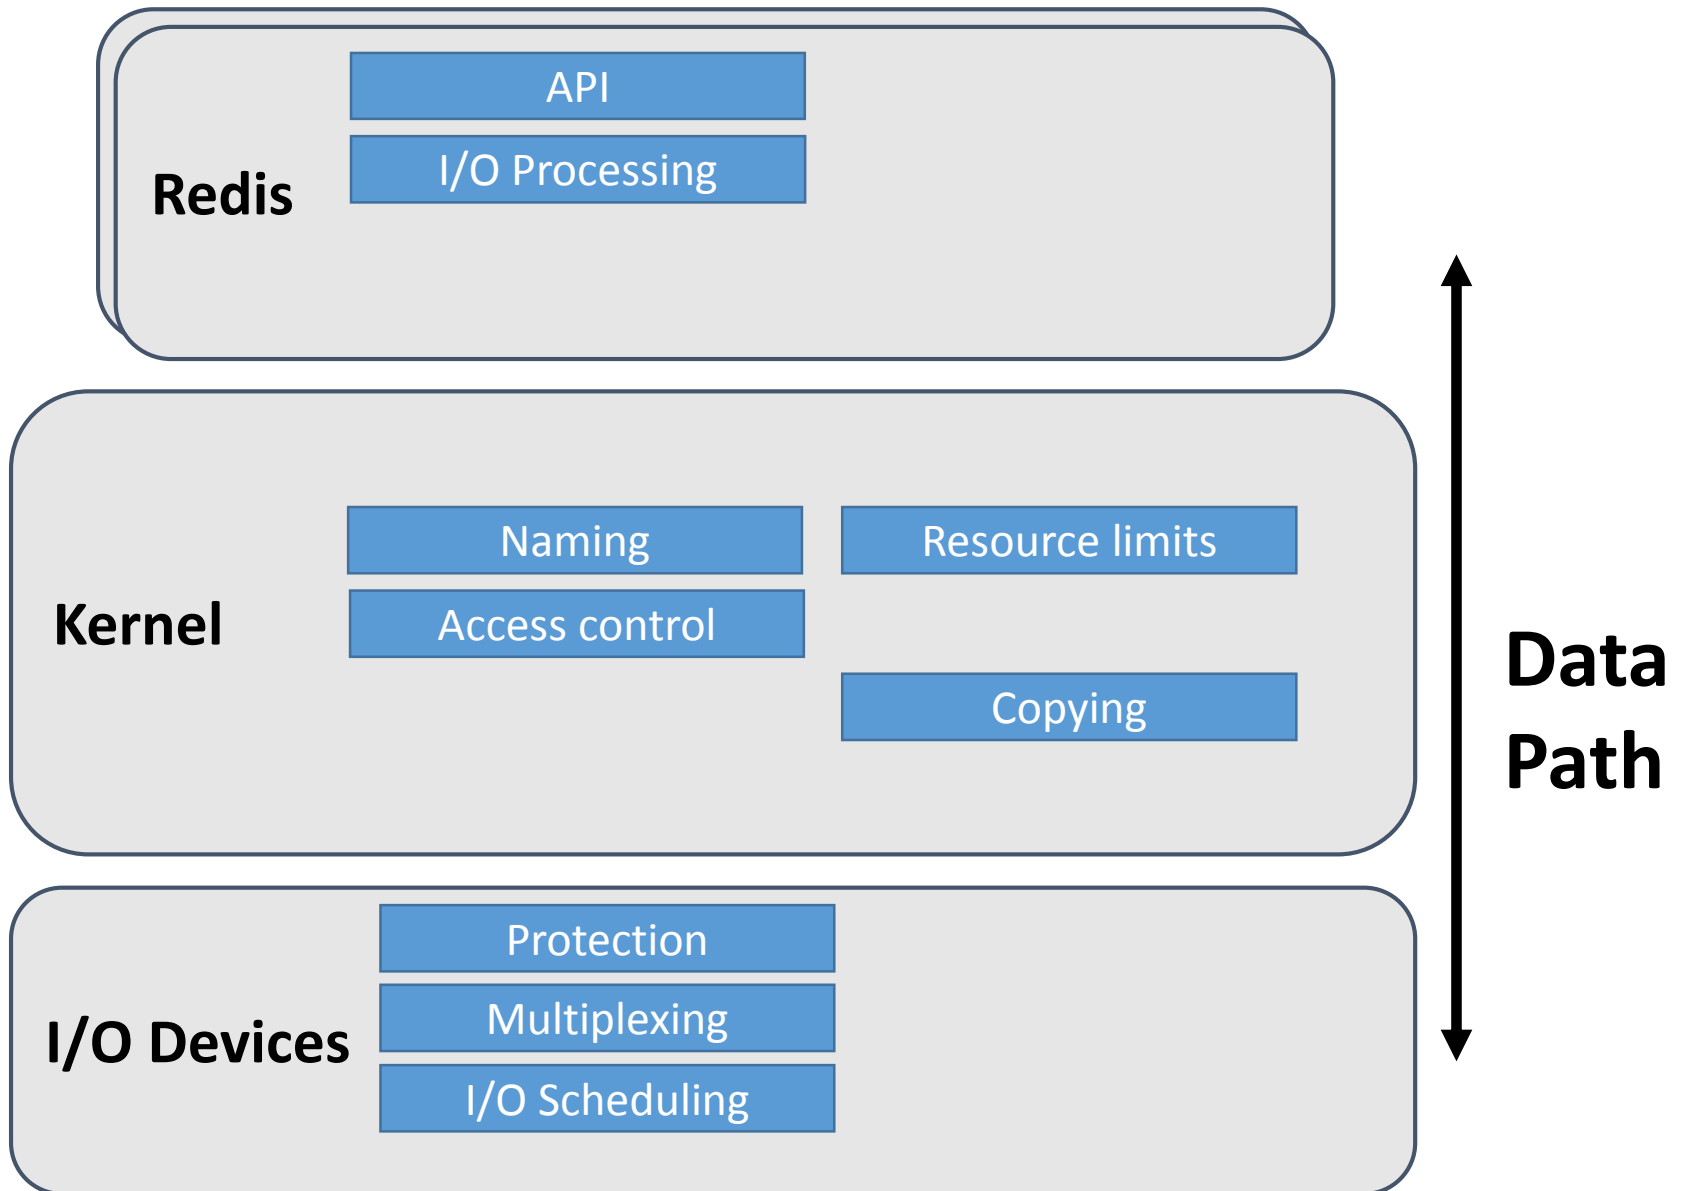 API
I/O Processing
Redis
Naming
Resource limits
Kernel
Access control
Copying
Data
Path
Protection
Multiplexing
I/O Devices
I/O Scheduling